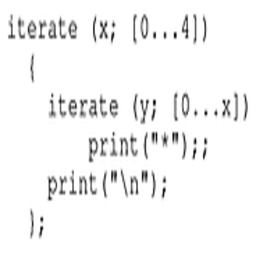 iterate (x; [0...4])
{
iterate (y; [0...x])
print("*");;
print("\n");
);